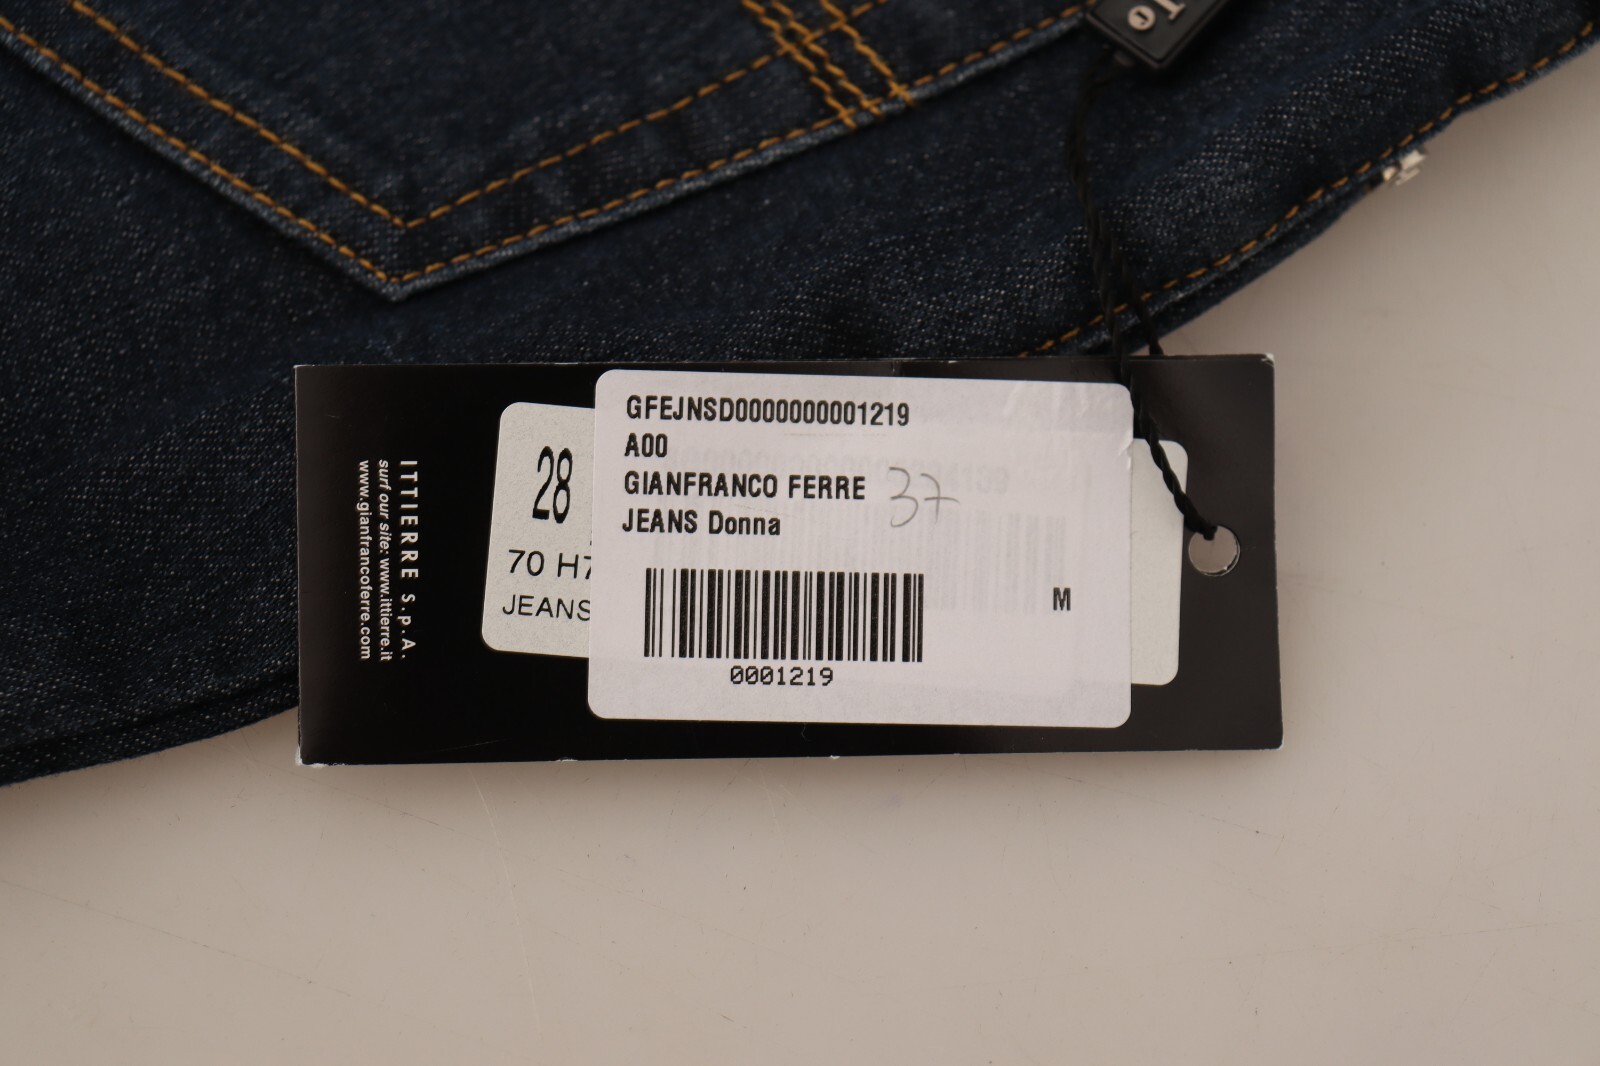 GFEJNSD0000000001219
A00
GIANFRANCO FERRE 37
JEANS Donna
M
0001219
28
70 H7
JEANS
ITTIERRE S.p.A.
surf our site: www.ittierre.it
www.gianfrancoferre.com